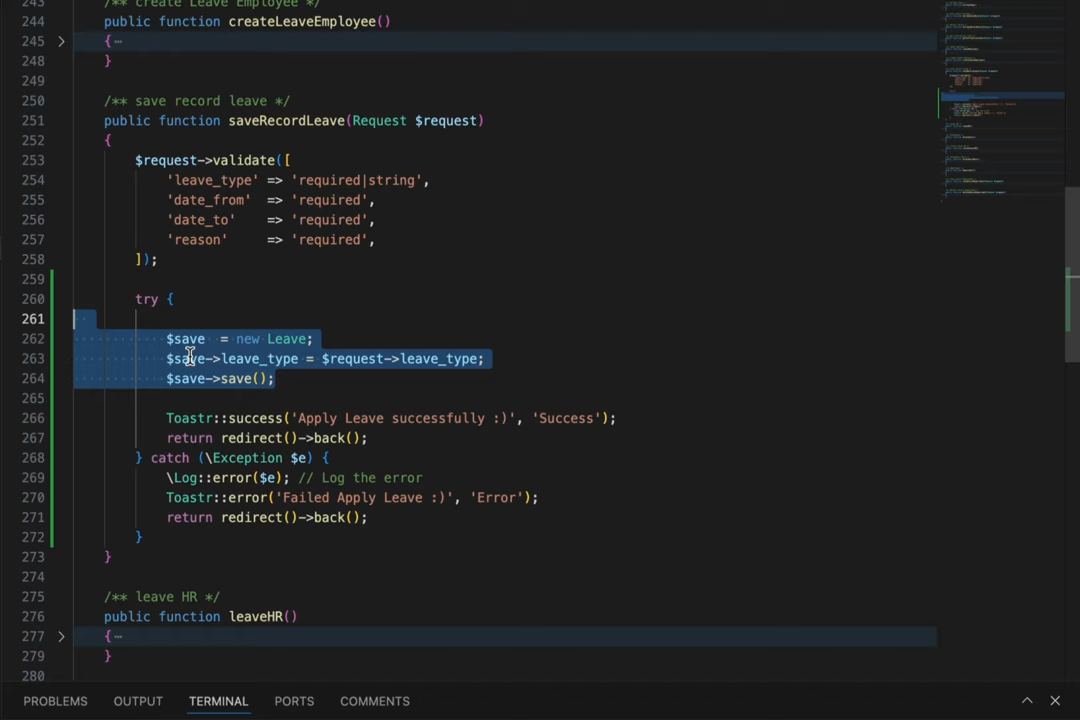 243 /** create Leave Employee */
244 public function createLeaveEmployee()
245 > { ⋯
248 }
249
250 /** save record leave */
251 public function saveRecordLeave(Request $request)
252 {
253 $request->validate([
254 'leave_type' => 'required|string',
255 'date_from' => 'required',
256 'date_to' => 'required',
257 'reason' => 'required',
258 ]);
259
260 try {
261
262 $save = new Leave;
263 $save->leave_type = $request->leave_type;
264 $save->save();
265
266 Toastr::success('Apply Leave successfully :)', 'Success');
267 return redirect()->back();
268 } catch (\Exception $e) {
269 \Log::error($e); // Log the error
270 Toastr::error('Failed Apply Leave :)', 'Error');
271 return redirect()->back();
272 }
273 }
274
275 /** leave HR */
276 public function leaveHR()
277 > { ⋯
279 }
280
PROBLEMS OUTPUT TERMINAL PORTS COMMENTS